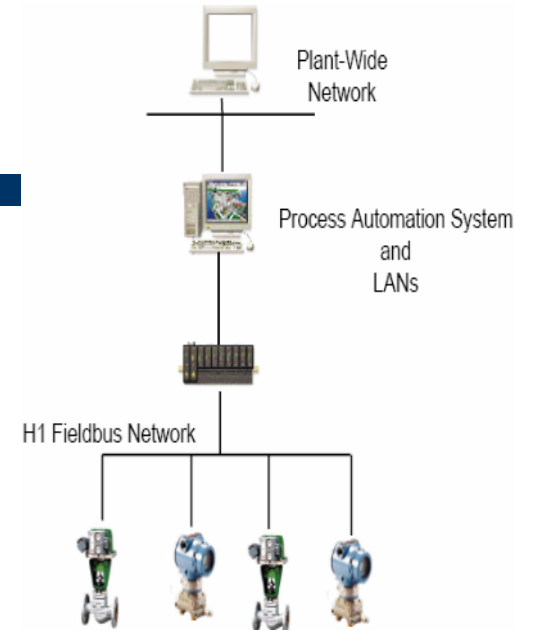 Plant-Wide
Network
Process Automation System
and
LANs
H1 Fieldbus Network